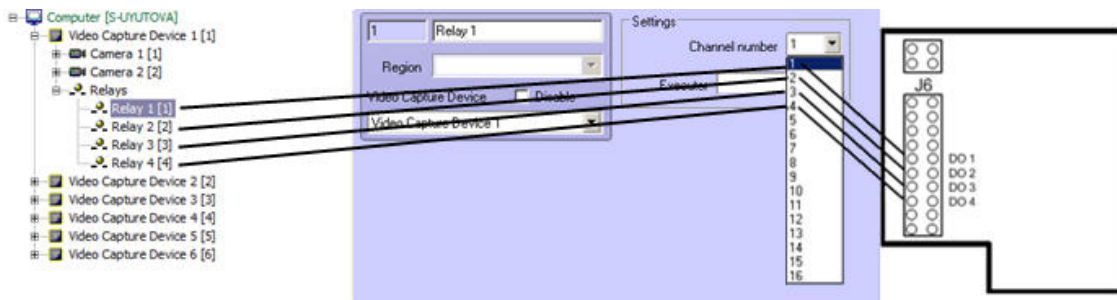 Computer [S-UYUTOVA]
Video Capture Device 1 [1]
Camera 1 [1]
Camera 2 [2]
Relays
Relay 1 [1]
Relay 2 [2]
Relay 3 [3]
Relay 4 [4]
Video Capture Device 2 [2]
Video Capture Device 3 [3]
Video Capture Device 4 [4]
Video Capture Device 5 [5]
Video Capture Device 6 [6]
1 Relay 1
Region
Video Capture Device Disable
Video Capture Device 1
Settings
Channel number 1
Executor
1
2
3
4
5
6
7
8
9
10
11
12
13
14
15
16
J6
DO 1
DO 2
DO 3
DO 4